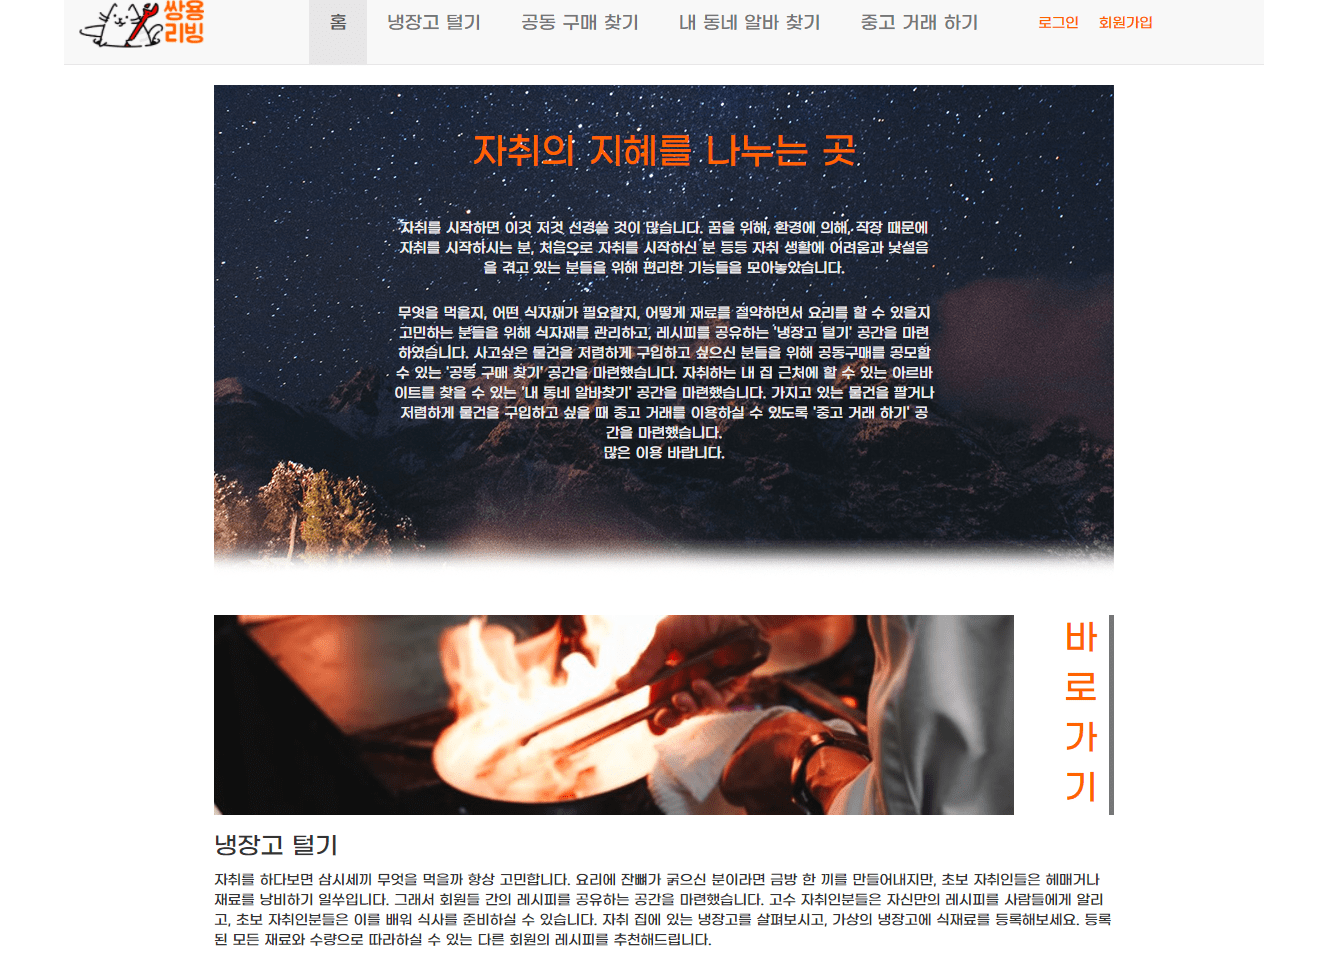 쌍용
리빙
홈 냉장고 털기 공동 구매 찾기 내 동네 알바 찾기 중고 거래 하기 로그인 회원가입
자취의 지혜를 나누는 곳
자취를 시작하면 이것 저것 신경쓸 것이 많습니다. 꿈을 위해, 환경에 의해, 직장 때문에
자취를 시작하시는 분, 처음으로 자취를 시작하신 분 등등 자취 생활에 어려움과 낯설음
을 겪고 있는 분들을 위해 편리한 기능들을 모아놓았습니다.
무엇을 먹을지, 어떤 식자재가 필요할지, 어떻게 재료를 절약하면서 요리를 할 수 있을지
고민하는 분들을 위해 식자재를 관리하고, 레시피를 공유하는 '냉장고 털기' 공간을 마련
하였습니다. 사고싶은 물건을 저렴하게 구입하고 싶으신 분들을 위해 공동구매를 공모할
수 있는 '공동 구매 찾기' 공간을 마련했습니다. 자취하는 내 집 근처에 할 수 있는 아르바
이트를 찾을 수 있는 '내 동네 알바찾기' 공간을 마련했습니다. 가지고 있는 물건을 팔거나
저렴하게 물건을 구입하고 싶을 때 중고 거래를 이용하실 수 있도록 '중고 거래 하기' 공
간을 마련했습니다.
많은 이용 바랍니다.
바
로
가
기
냉장고 털기
자취를 하다보면 삼시세끼 무엇을 먹을까 항상 고민합니다. 요리에 잔뼈가 굵으신 분이라면 금방 한 끼를 만들어내지만, 초보 자취인들은 헤매거나
재료를 낭비하기 일쑤입니다. 그래서 회원들 간의 레시피를 공유하는 공간을 마련했습니다. 고수 자취인분들은 자신만의 레시피를 사람들에게 알리
고, 초보 자취인분들은 이를 배워 식사를 준비하실 수 있습니다. 자취 집에 있는 냉장고를 살펴보시고, 가상의 냉장고에 식재료를 등록해보세요. 등록
된 모든 재료와 수량으로 따라하실 수 있는 다른 회원의 레시피를 추천해드립니다.